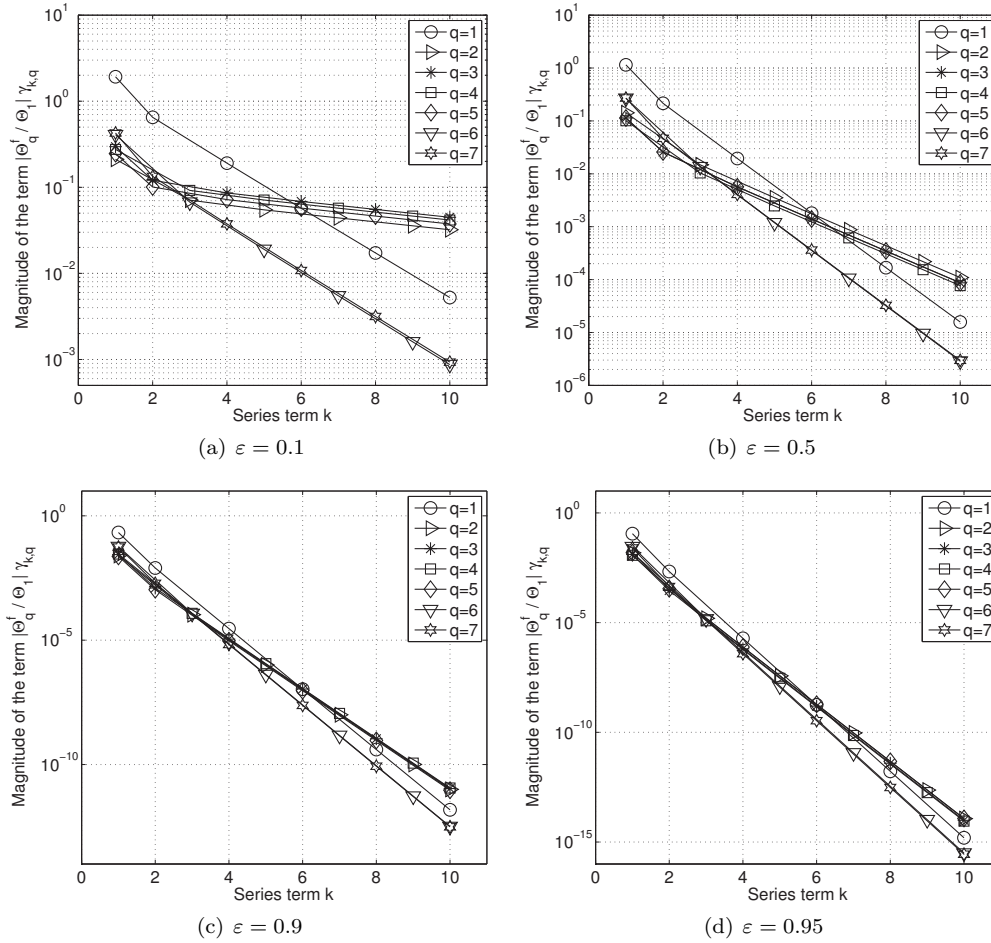 10^1
10^0
10^-1
10^-2
10^-3
0 2 4 6 8 10
Series term k
Magnitude of the term |Θ_q^f / Θ_1| γ_k,q
q=1
q=2
q=3
q=4
q=5
q=6
q=7
(a) ε = 0.1
10^1
10^0
10^-1
10^-2
10^-3
10^-4
10^-5
10^-6
0 2 4 6 8 10
Series term k
Magnitude of the term |Θ_q^f / Θ_1| γ_k,q
q=1
q=2
q=3
q=4
q=5
q=6
q=7
(b) ε = 0.5
10^0
10^-5
10^-10
0 2 4 6 8 10
Series term k
Magnitude of the term |Θ_q^f / Θ_1| γ_k,q
q=1
q=2
q=3
q=4
q=5
q=6
q=7
(c) ε = 0.9
10^0
10^-5
10^-10
10^-15
0 2 4 6 8 10
Series term k
Magnitude of the term |Θ_q^f / Θ_1| γ_k,q
q=1
q=2
q=3
q=4
q=5
q=6
q=7
(d) ε = 0.95